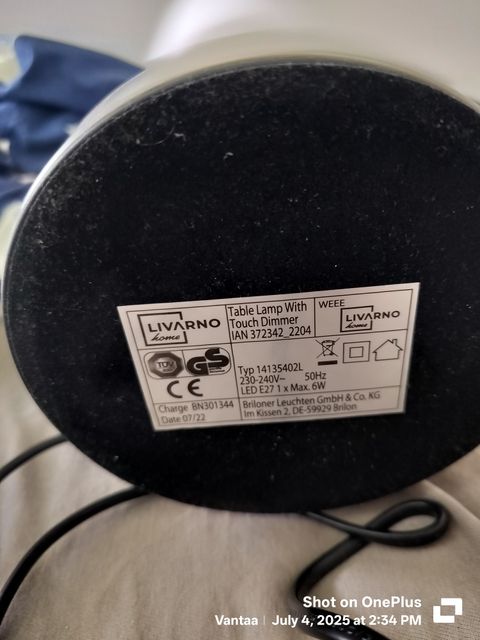 LIVARNO
home
Table Lamp With
Touch Dimmer
IAN 372342_2204
WEEE
LIVARNO
home
TÜV
GS
CE
Typ 14135402L
230-240V~ 50Hz
LED E27 1 x Max. 6W
Charge BN301344
Date 07/22
Briloner Leuchten GmbH & Co. KG
Im Kissen 2, DE-59929 Brilon
Shot on OnePlus
Vantaa | July 4, 2025 at 2:34 PM